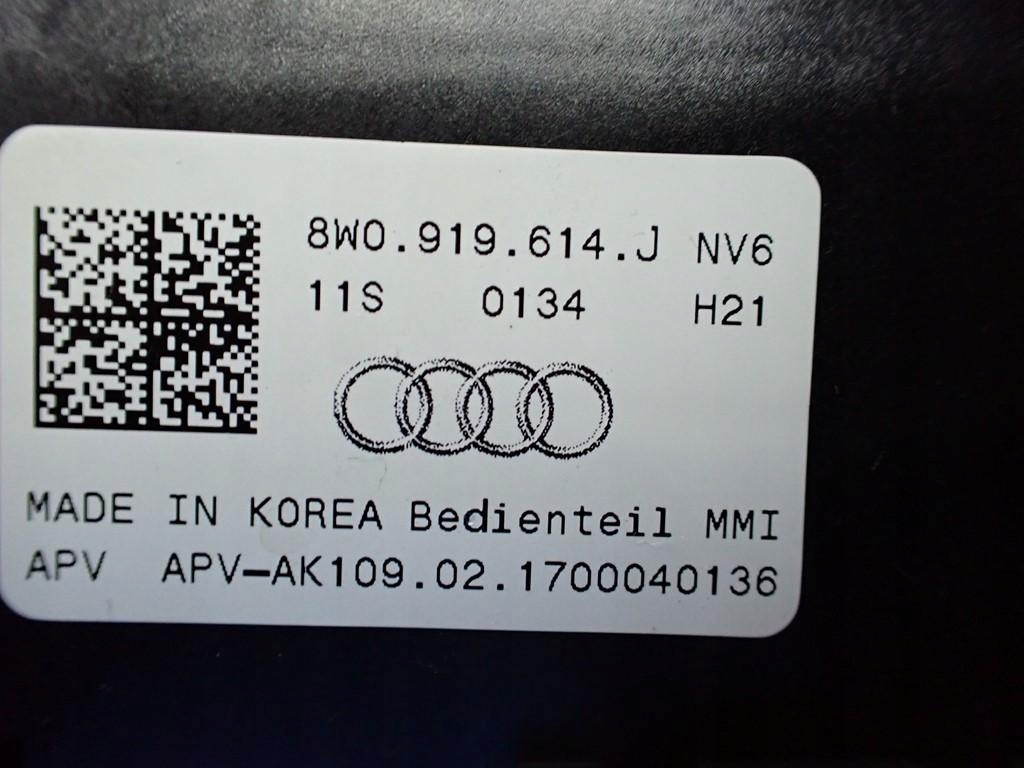 8W0.919.614.J NV6
11S 0134 H21
MADE IN KOREA Bedienteil MMI
APV APV-AK109.02.1700040136